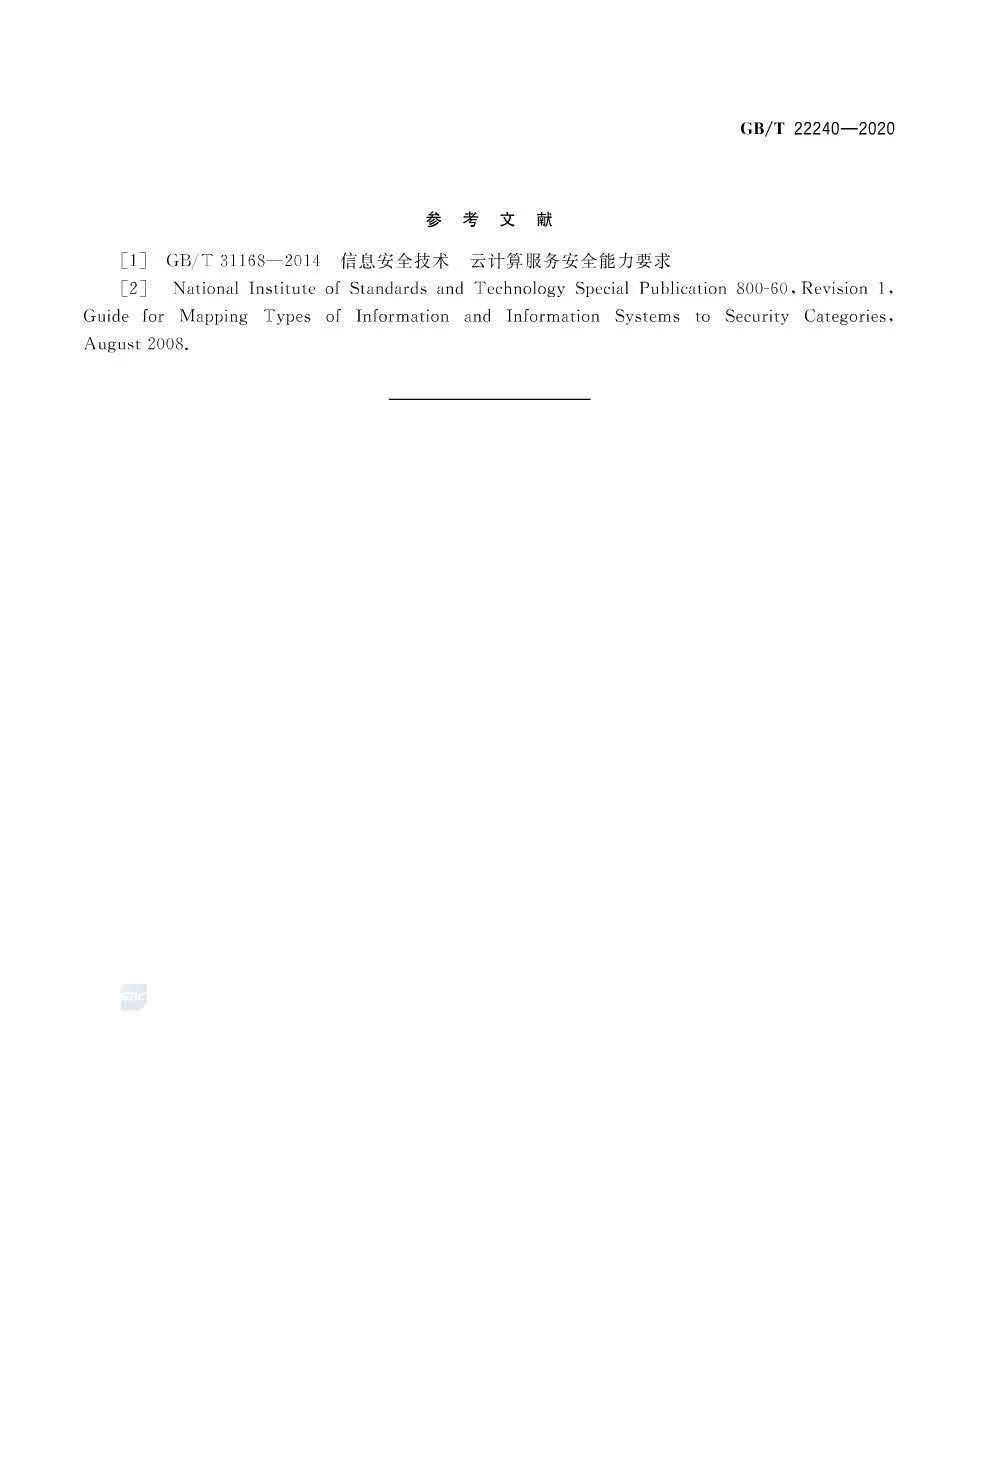 GB/T 22240—2020
参 考 文 献
[1] GB/T 31168—2014 信息安全技术 云计算服务安全能力要求
[2] National Institute of Standards and Technology Special Publication 800-60, Revision 1,
Guide for Mapping Types of Information and Information Systems to Security Categories,
August 2008.
SAC